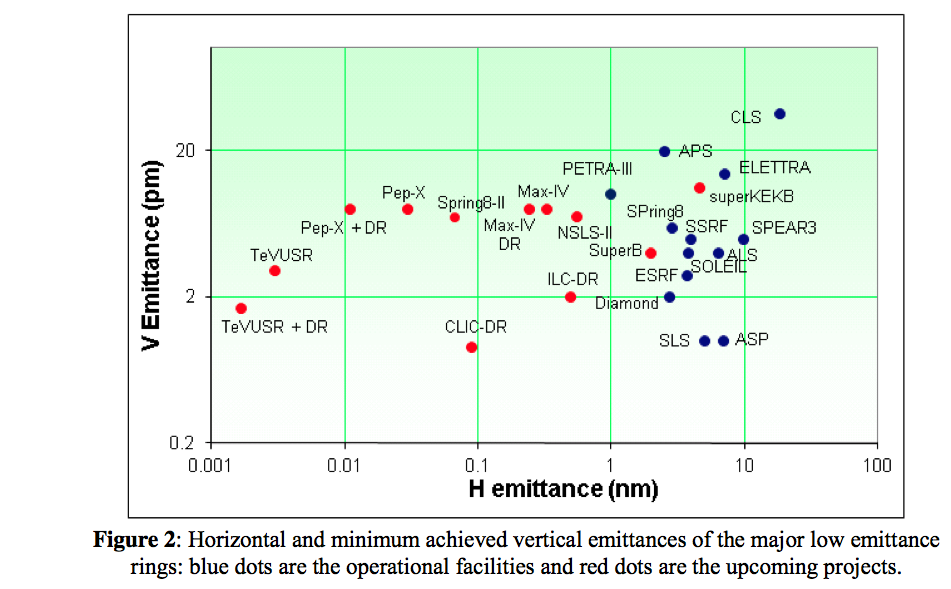 CLS
20
APS
PETRA-III
ELETTRA
Pep-X
Max-IV
superKEKB
Spring8-II
SPring8
Pep-X + DR
Max-IV
DR
NSLS-II
SSRF
SPEAR3
TeVUSR
SuperB
ALS
SOLEIL
ESRF
ILC-DR
2
Diamond
TeVUSR + DR
CLIC-DR
SLS
ASP
V Emittance (pm)
0.2
0.001
0.01
0.1
1
10
100
H emittance (nm)
Figure 2: Horizontal and minimum achieved vertical emittances of the major low emittance
rings: blue dots are the operational facilities and red dots are the upcoming projects.